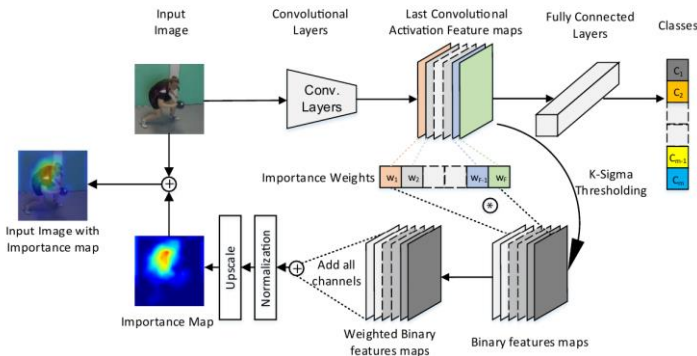 Input
Image
Convolutional
Layers
Last Convolutional
Activation Feature maps
Fully Connected
Layers
Classes
Conv.
Layers
C1
C2
Cm-1
Cm
Importance Weights
w1
w2
wf-1
wf
K-Sigma
Thresholding
Input Image with
Importance map
Importance Map
Upscale
Normalization
Add all
channels
Weighted Binary
features maps
Binary features maps